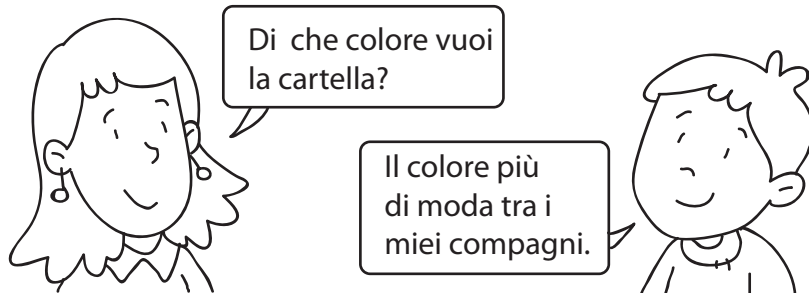 Di che colore vuoi
la cartella?
Il colore più
di moda tra i
miei compagni.